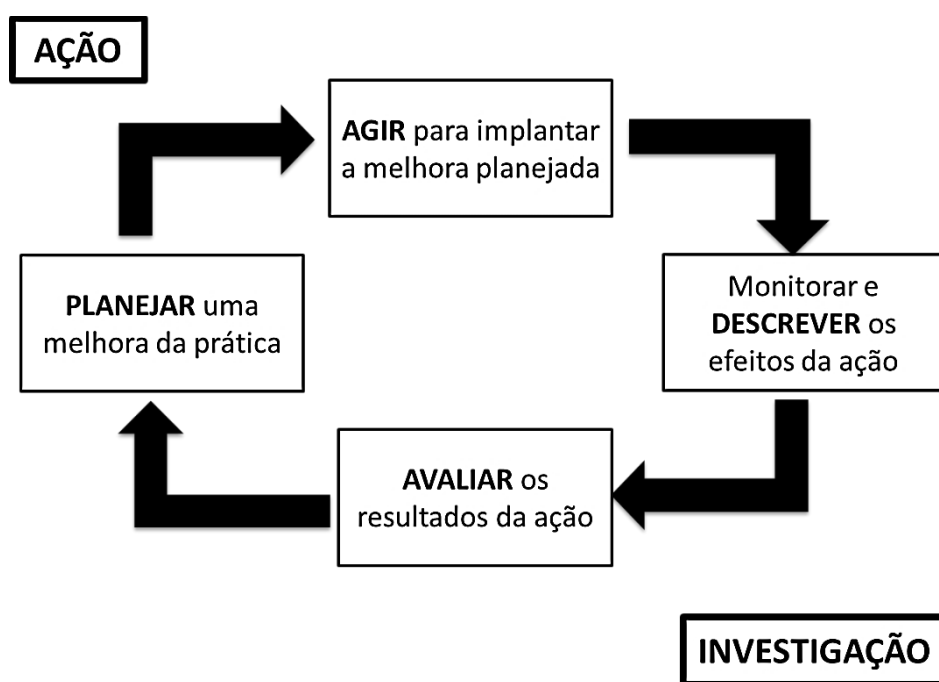 AÇÃO
AGIR para implantar
a melhora planejada
PLANEJAR uma
melhora da prática
Monitorar e
DESCREVER os
efeitos da ação
AVALIAR os
resultados da ação
INVESTIGAÇÃO